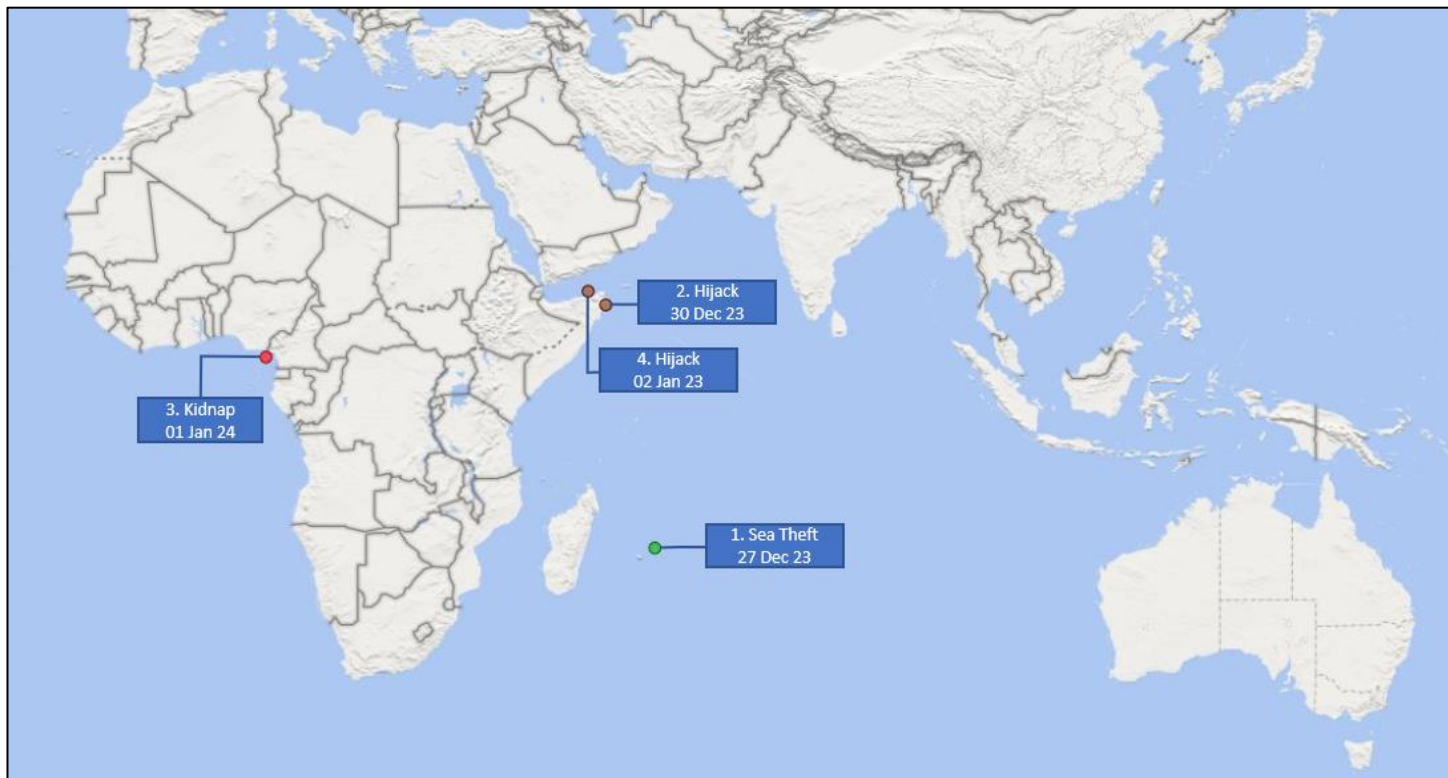 2. Hijack
30 Dec 23
4. Hijack
02 Jan 23
3. Kidnap
01 Jan 24
1. Sea Theft
27 Dec 23